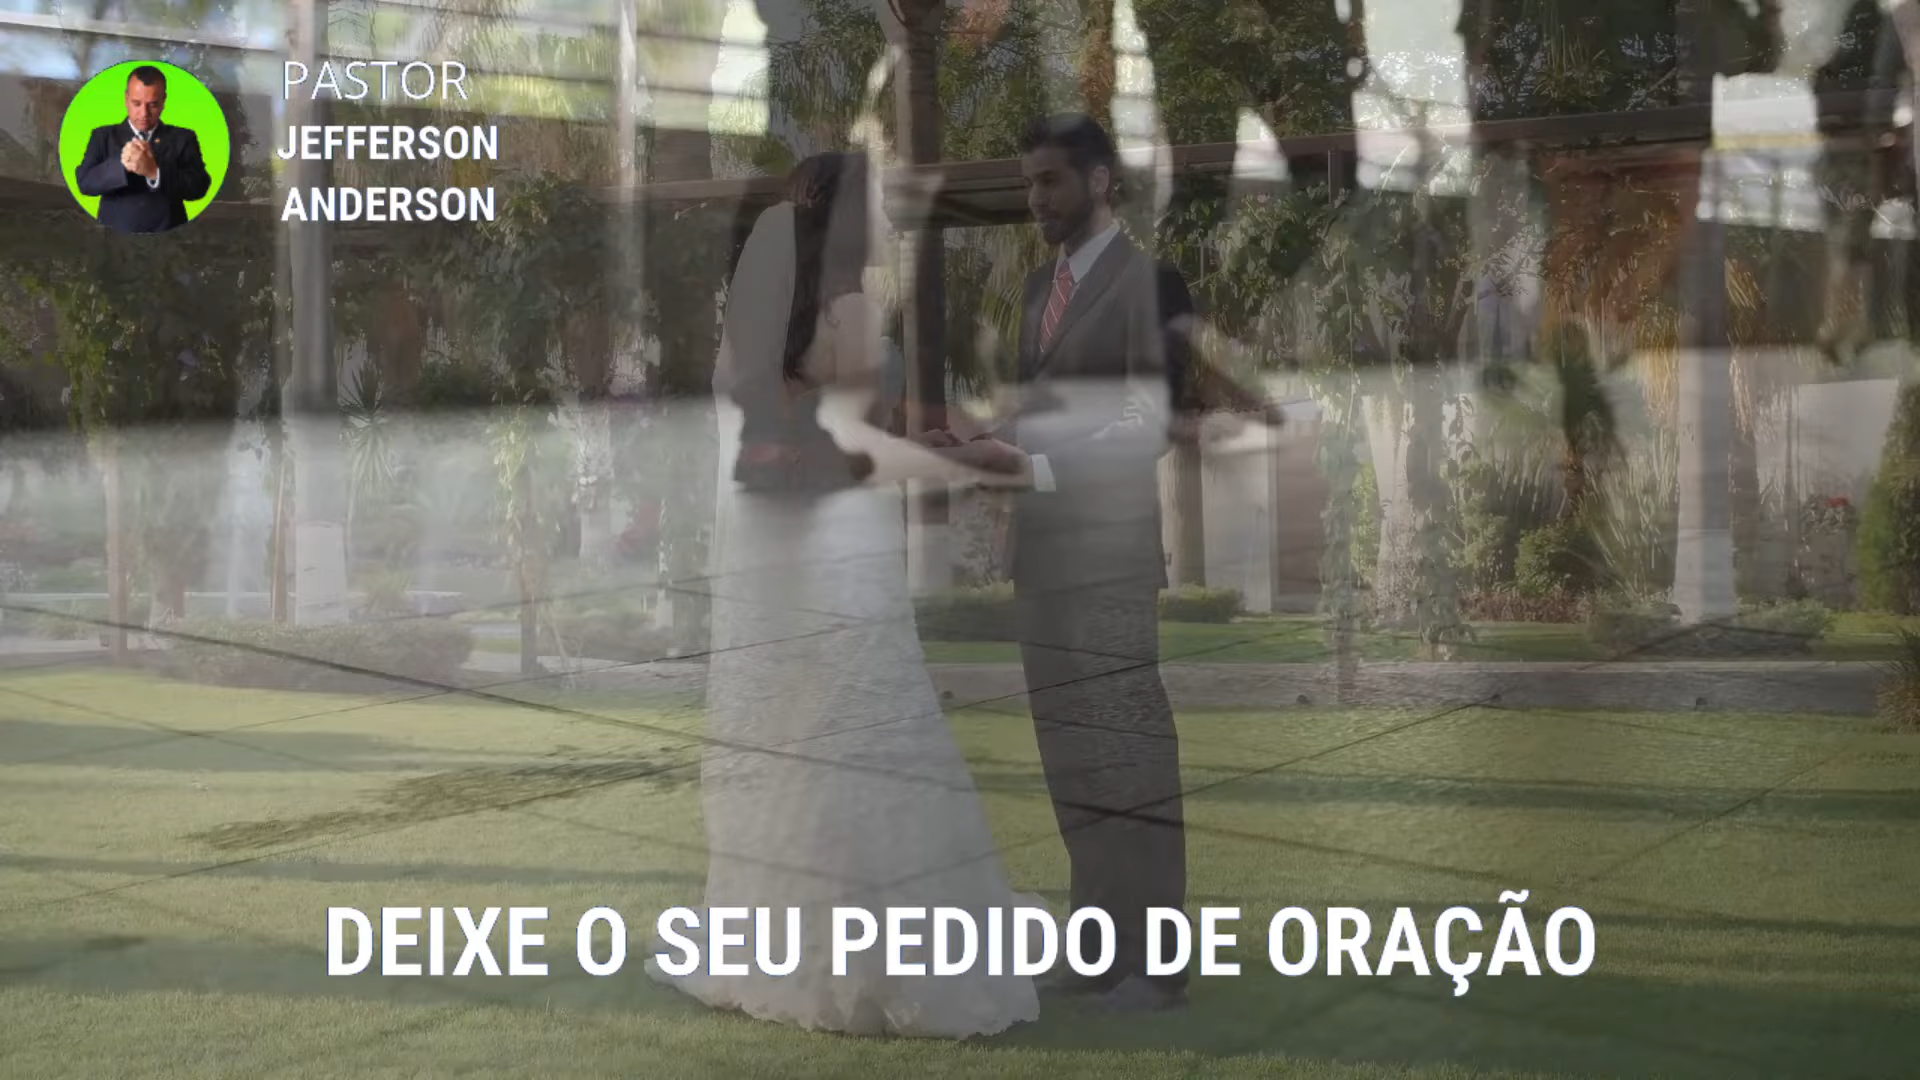 PASTOR
JEFFERSON
ANDERSON
DEIXE O SEU PEDIDO DE ORAÇÃO